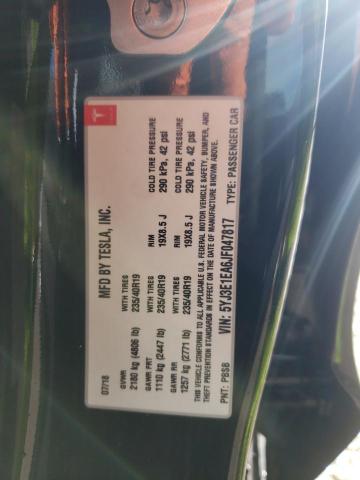 MFD BY TESLA, INC.
07/18
GVWR WITH TIRES RIM COLD TIRE PRESSURE
2180 kg (4806 lb) 235/40R19 19X8.5 J 290 kPa, 42 psi
GAWR FRT WITH TIRES RIM COLD TIRE PRESSURE
1110 kg (2447 lb) 235/40R19 19X8.5 J 290 kPa, 42 psi
GAWR RR
1257 kg (2771 lb)
THIS VEHICLE CONFORMS TO ALL APPLICABLE U.S. FEDERAL MOTOR VEHICLE SAFETY, BUMPER, AND
THEFT PREVENTION STANDARDS IN EFFECT ON THE DATE OF MANUFACTURE SHOWN ABOVE.
VIN: 5YJ3E1EA6JF047817 TYPE: PASSENGER CAR
PNT: PBSB